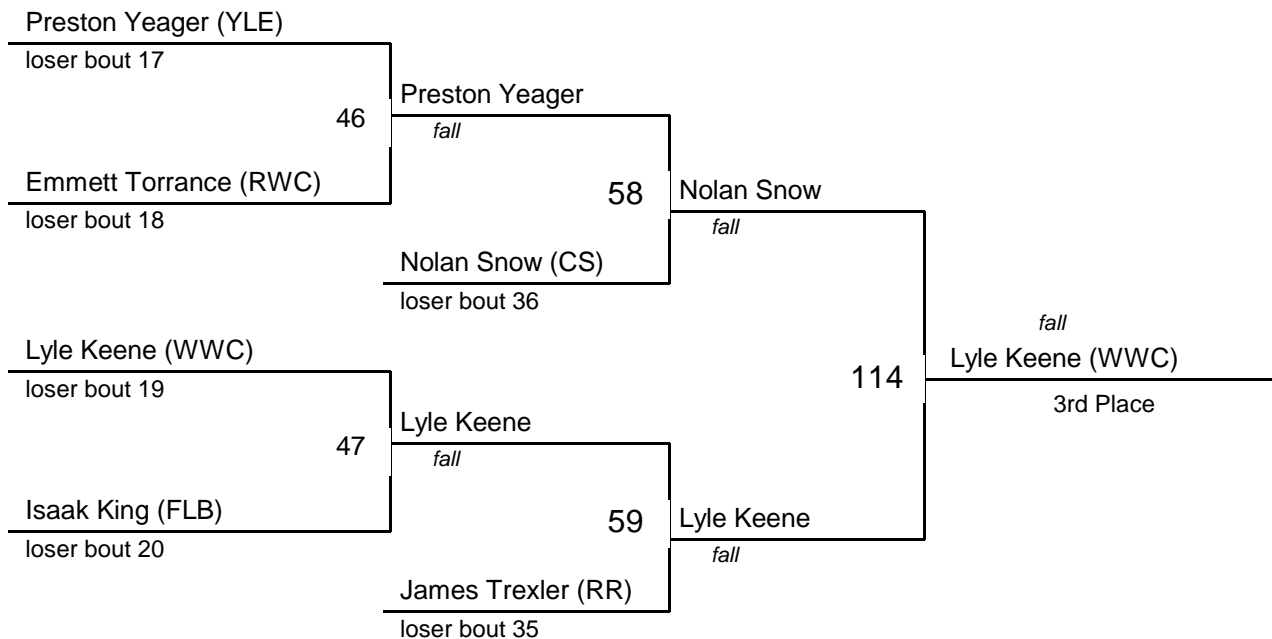 Preston Yeager (YLE)
loser bout 17
46
Preston Yeager
fall
Emmett Torrance (RWC)
loser bout 18
58
Nolan Snow
fall
Nolan Snow (CS)
loser bout 36
Lyle Keene (WWC)
loser bout 19
114
fall
Lyle Keene (WWC)
3rd Place
47
Lyle Keene
fall
Isaak King (FLB)
loser bout 20
59
Lyle Keene
fall
James Trexler (RR)
loser bout 35